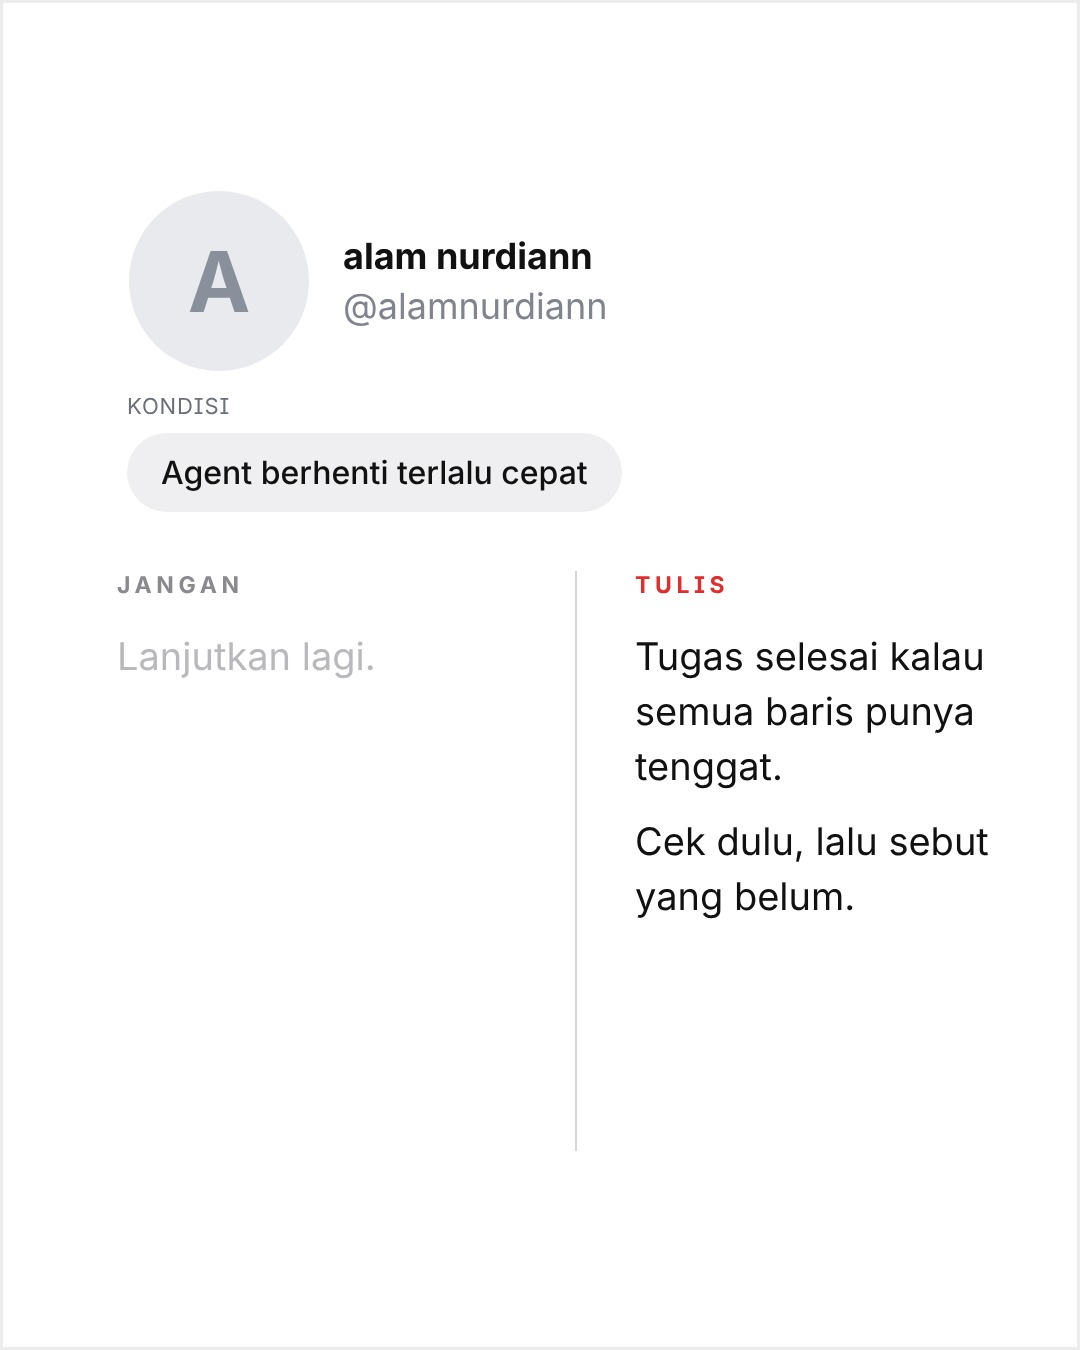 A
alam nurdiann
@alamnurdiann
KONDISI
Agent berhenti terlalu cepat
JANGAN
Lanjutkan lagi.
TULIS
Tugas selesai kalau
semua baris punya
tenggat.
Cek dulu, lalu sebut
yang belum.